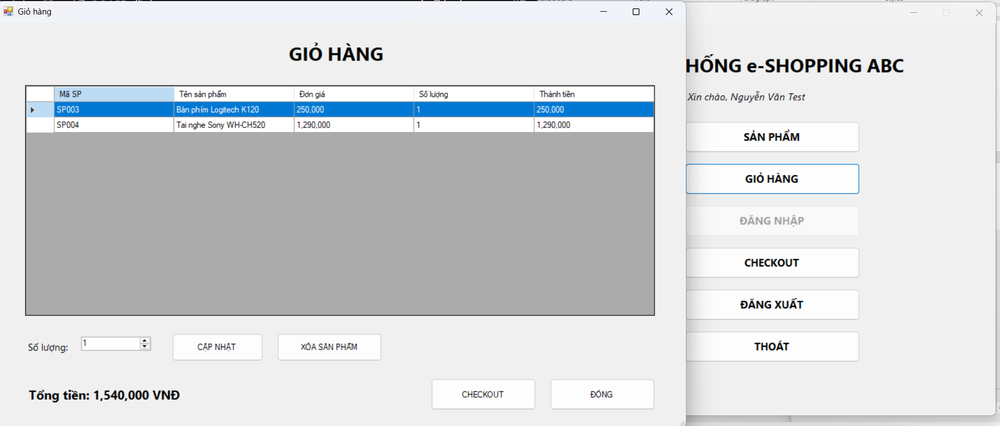 Giỏ hàng
GIỎ HÀNG
Mã SP Tên sản phẩm Đơn giá Số lượng Thành tiền
SP003 Bàn phím Logitech K120 250,000 1 250,000
SP004 Tai nghe Sony WH-CH520 1,290,000 1 1,290,000
Số lượng: 1 CẬP NHẬT XÓA SẢN PHẨM
Tổng tiền: 1,540,000 VNĐ
CHECKOUT ĐÓNG
HỐNG e-SHOPPING ABC
Xin chào, Nguyễn Văn Test
SẢN PHẨM
GIỎ HÀNG
ĐĂNG NHẬP
CHECKOUT
ĐĂNG XUẤT
THOÁT